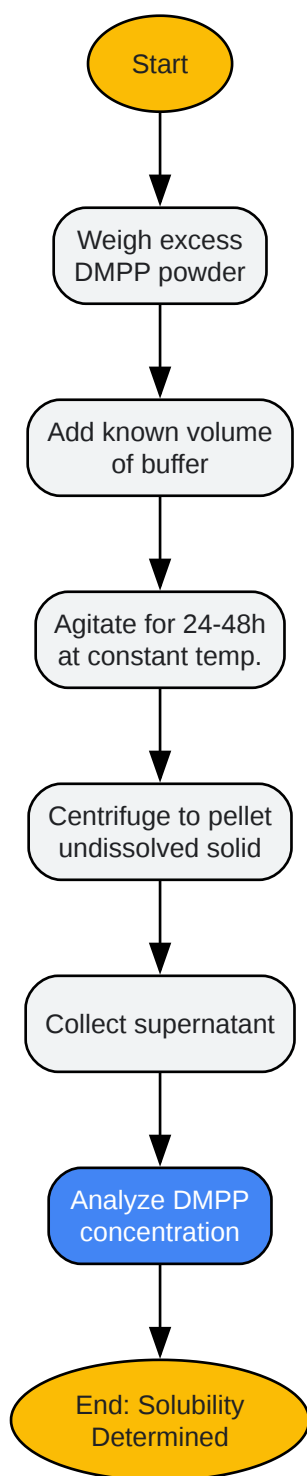 Start
Weigh excess
DMPP powder
Add known volume
of buffer
Agitate for 24-48h
at constant temp.
Centrifuge to pellet
undissolved solid
Collect supernatant
Analyze DMPP
concentration
End: Solubility
Determined